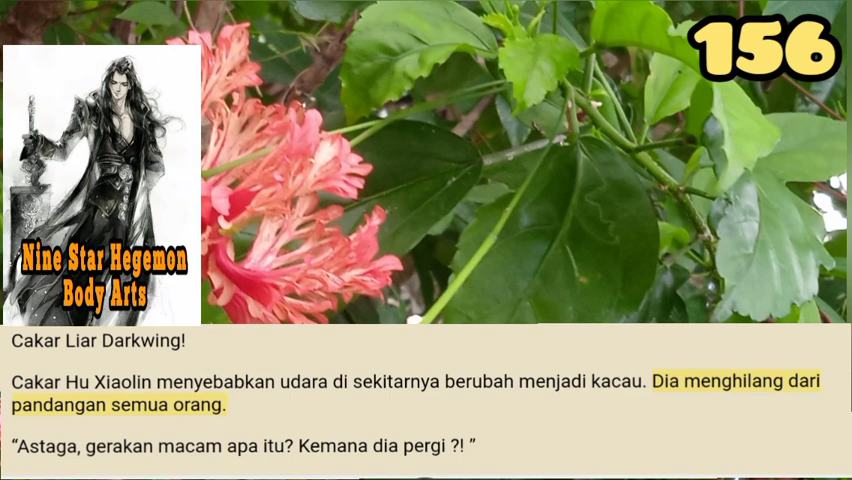 156
Nine Star Hegemon
Body Arts
Cakar Liar Darkwing!
Cakar Hu Xiaolin menyebabkan udara di sekitarnya berubah menjadi kacau. Dia menghilang dari
pandangan semua orang.
“Astaga, gerakan macam apa itu? Kemana dia pergi ?! ”